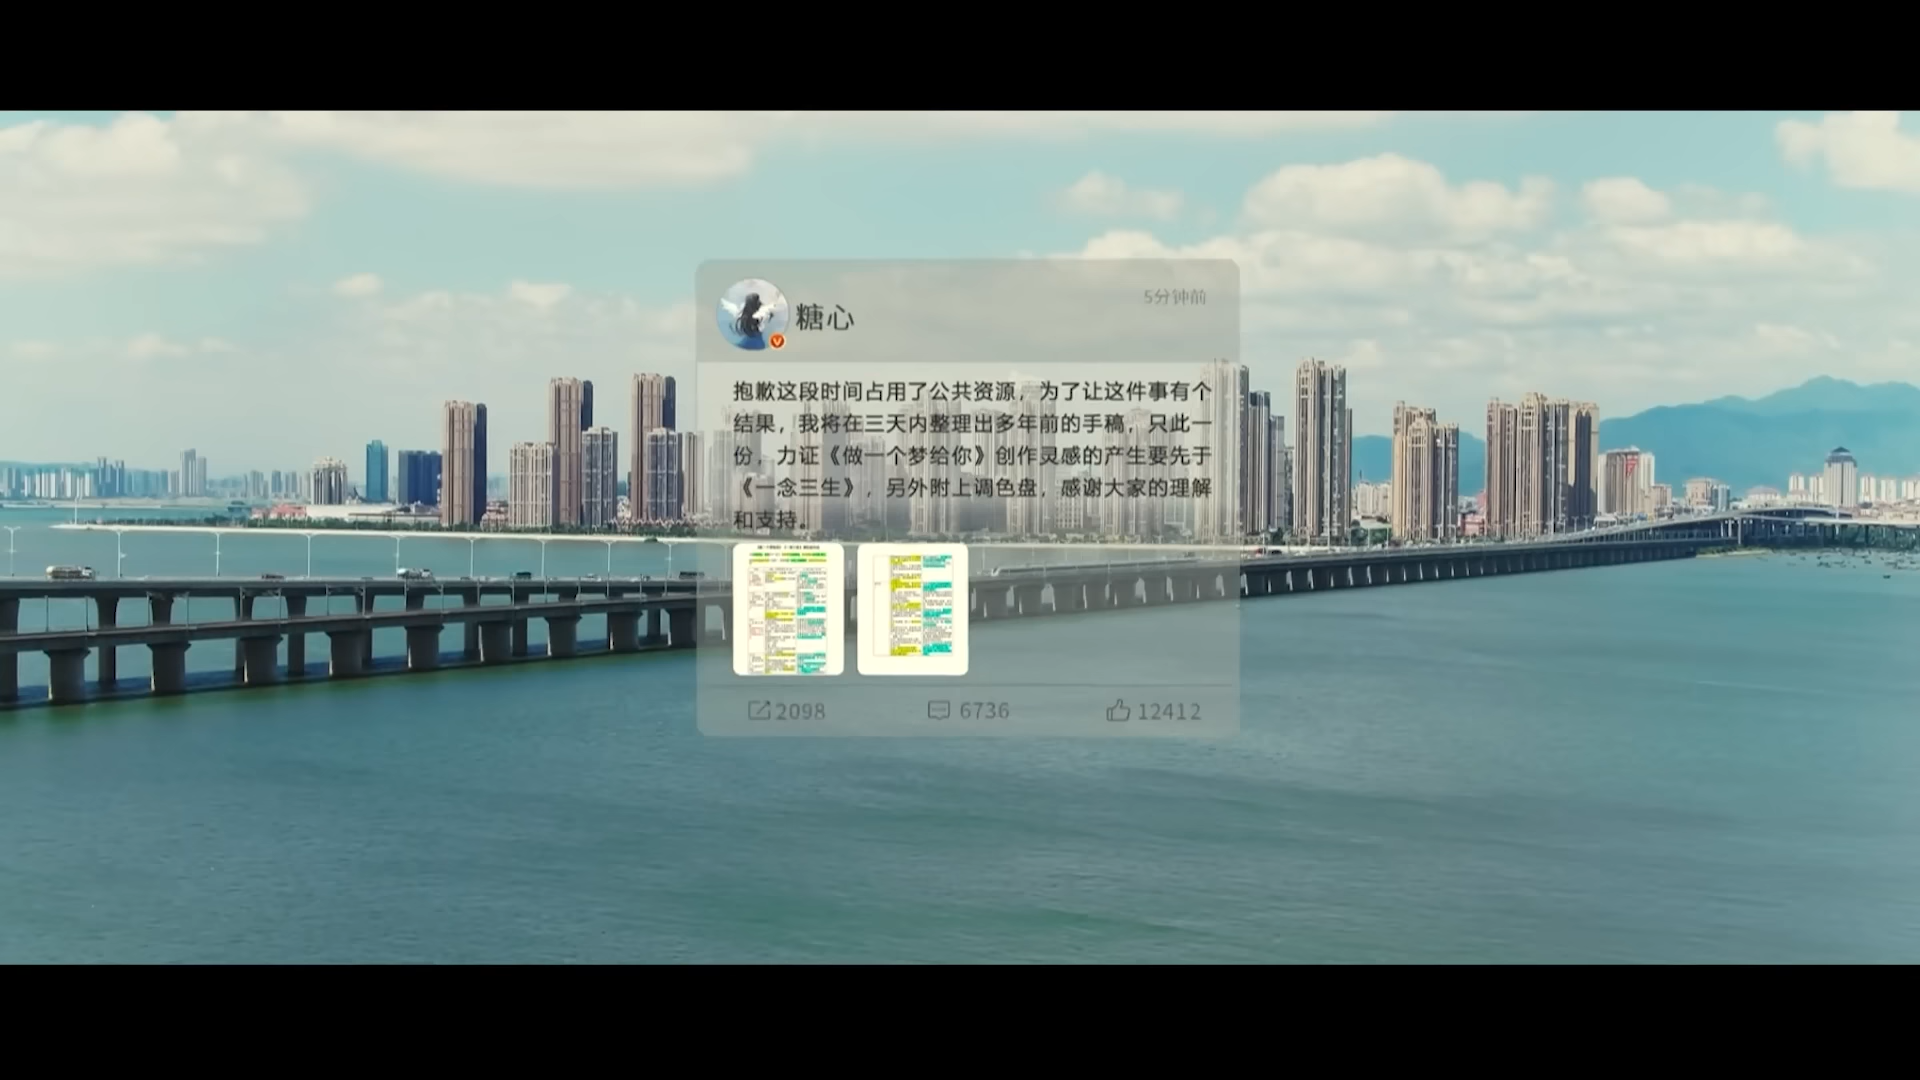 糖心
5分钟前
抱歉这段时间占用了公共资源，为了让这件事有个
结果，我将在三天内整理出多年前的手稿，只此一
份，力证《做一个梦给你》创作灵感的产生要先于
《一念三生》，另外附上调色盘，感谢大家的理解
和支持。
2098
6736
12412